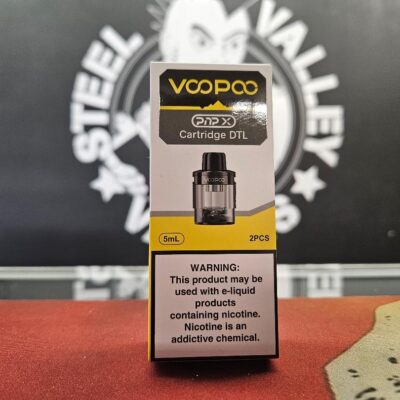 STEEL VALLEY
VOOPOO
PnP X
Cartridge DTL
VOOPOO
5mL
2PCS
WARNING:
This product may be
used with e-liquid
products
containing nicotine.
Nicotine is an
addictive chemical.